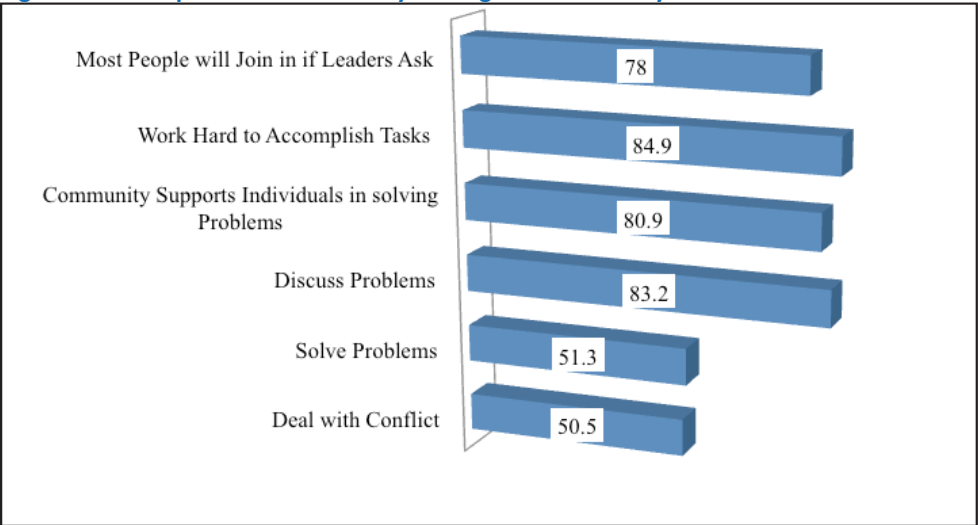 Most People will Join in if Leaders Ask
78
Work Hard to Accomplish Tasks
84.9
Community Supports Individuals in solving
Problems
80.9
Discuss Problems
83.2
Solve Problems
51.3
Deal with Conflict
50.5